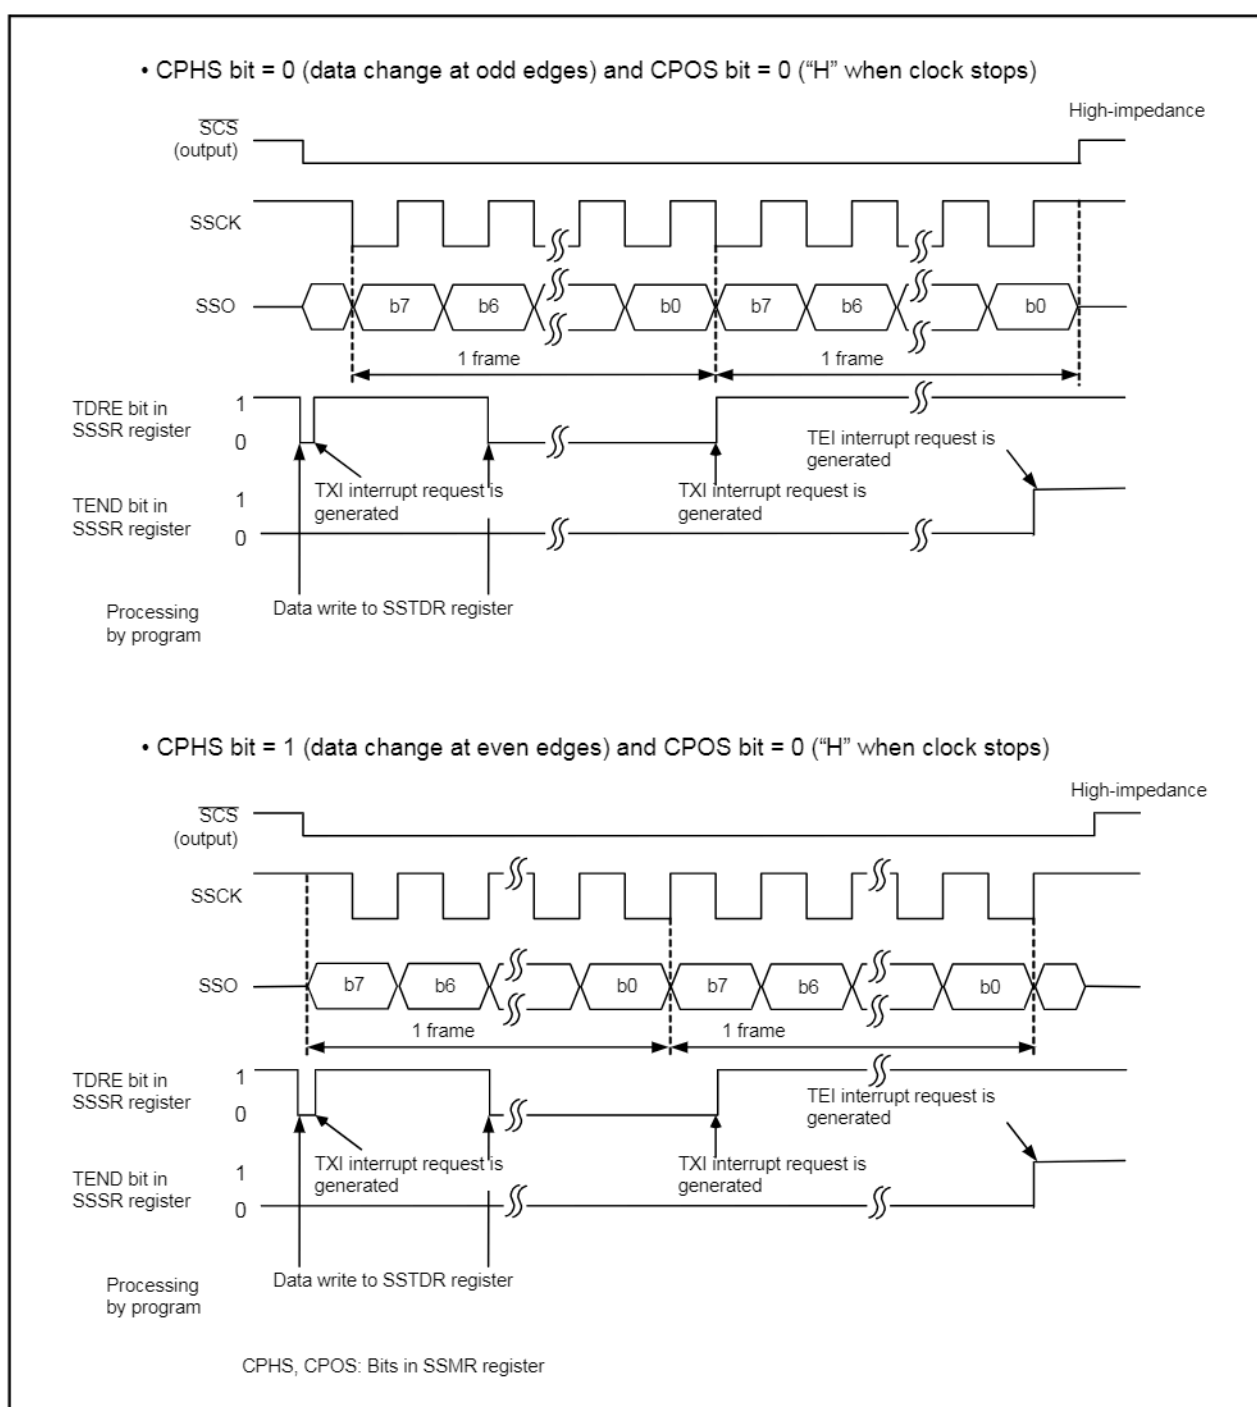 • CPHS bit = 0 (data change at odd edges) and CPOS bit = 0 (“H” when clock stops)
High-impedance
SCS
(output)
SSCK
SSO
b7
b6
b0
b7
b6
b0
1 frame
1 frame
TDRE bit in
SSSR register
1
0
TEI interrupt request is
generated
TXI interrupt request is
generated
TXI interrupt request is
generated
TEND bit in
SSSR register
1
0
Processing
by program
Data write to SSTDR register
• CPHS bit = 1 (data change at even edges) and CPOS bit = 0 (“H” when clock stops)
High-impedance
SCS
(output)
SSCK
SSO
b7
b6
b0
b7
b6
b0
1 frame
1 frame
TDRE bit in
SSSR register
1
0
TEI interrupt request is
generated
TXI interrupt request is
generated
TXI interrupt request is
generated
TEND bit in
SSSR register
1
0
Processing
by program
Data write to SSTDR register
CPHS, CPOS: Bits in SSMR register